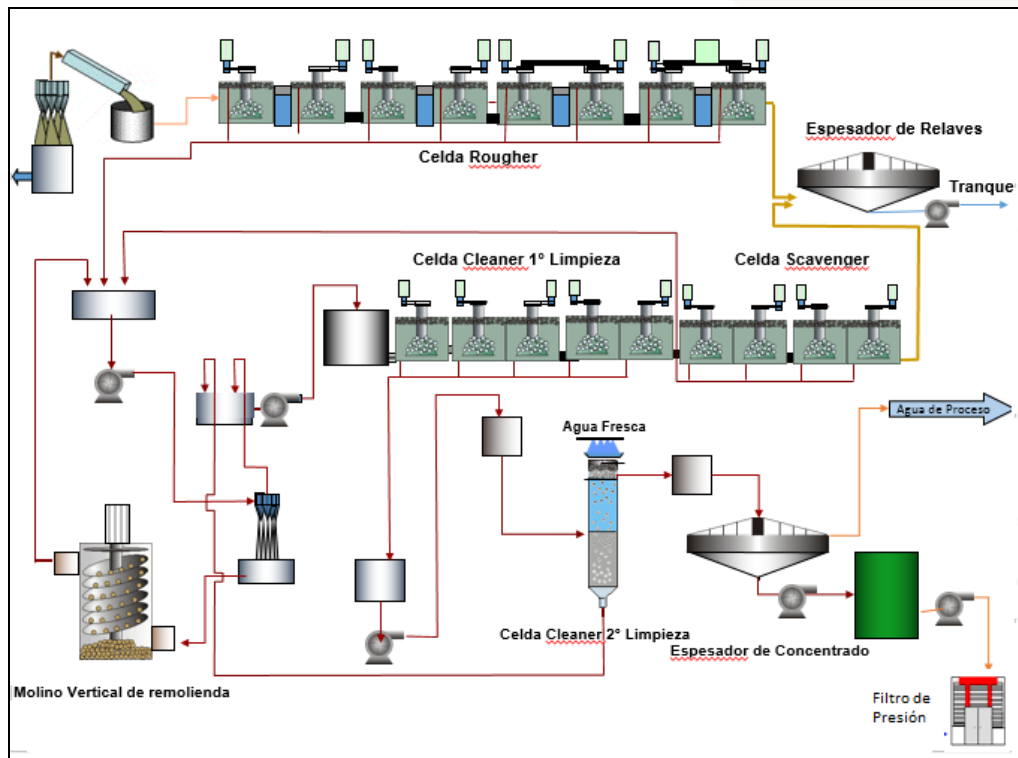 Celda Rougher
Espesador de Relaves
Tranque
Celda Cleaner 1º Limpieza
Celda Scavenger
Agua de Proceso
Agua Fresca
Celda Cleaner 2° Limpieza
Espesador de Concentrado
Molino Vertical de remolienda
Filtro de
Presión